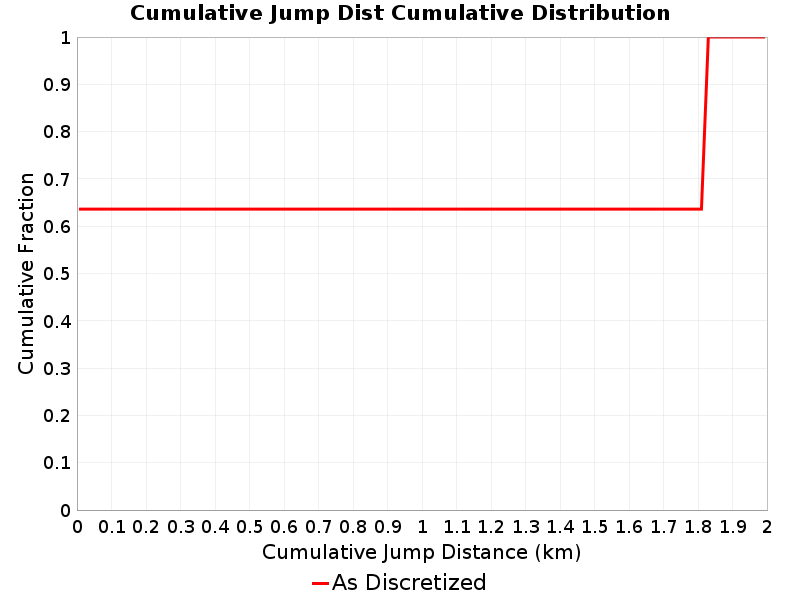 Cumulative Jump Dist Cumulative Distribution
Cumulative Fraction
1
0.9
0.8
0.7
0.6
0.5
0.4
0.3
0.2
0.1
0
0 0.1 0.2 0.3 0.4 0.5 0.6 0.7 0.8 0.9 1 1.1 1.2 1.3 1.4 1.5 1.6 1.7 1.8 1.9 2
Cumulative Jump Distance (km)
As Discretized